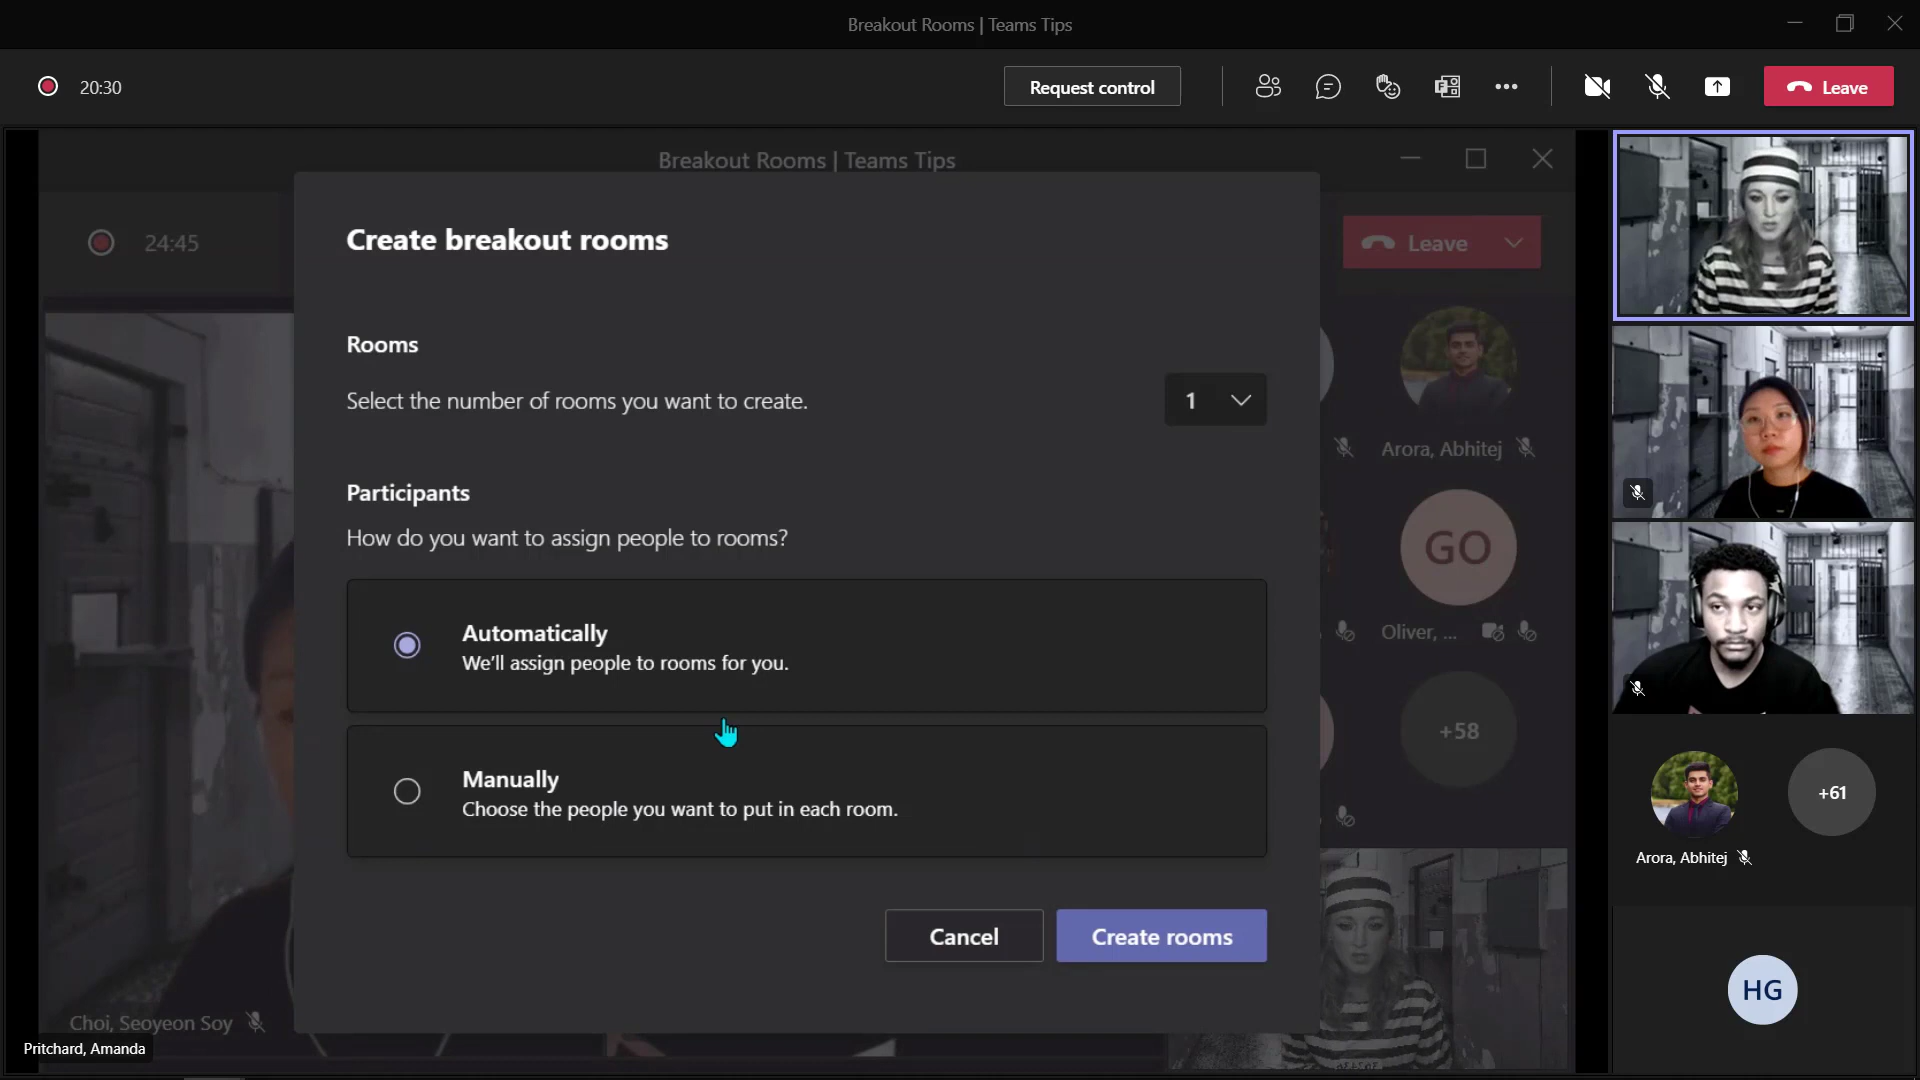 Breakout Rooms | Teams Tips
20:30
Request control
Leave
Breakout Rooms | Teams Tips
24:45
Leave
Create breakout rooms
Rooms
Select the number of rooms you want to create.
1
Participants
How do you want to assign people to rooms?
Automatically
We'll assign people to rooms for you.
Manually
Choose the people you want to put in each room.
Cancel
Create rooms
Arora, Abhitej
GO
Oliver, ...
+58
Choi, Seoyeon Soy
Pritchard, Amanda
Arora, Abhitej
+61
HG